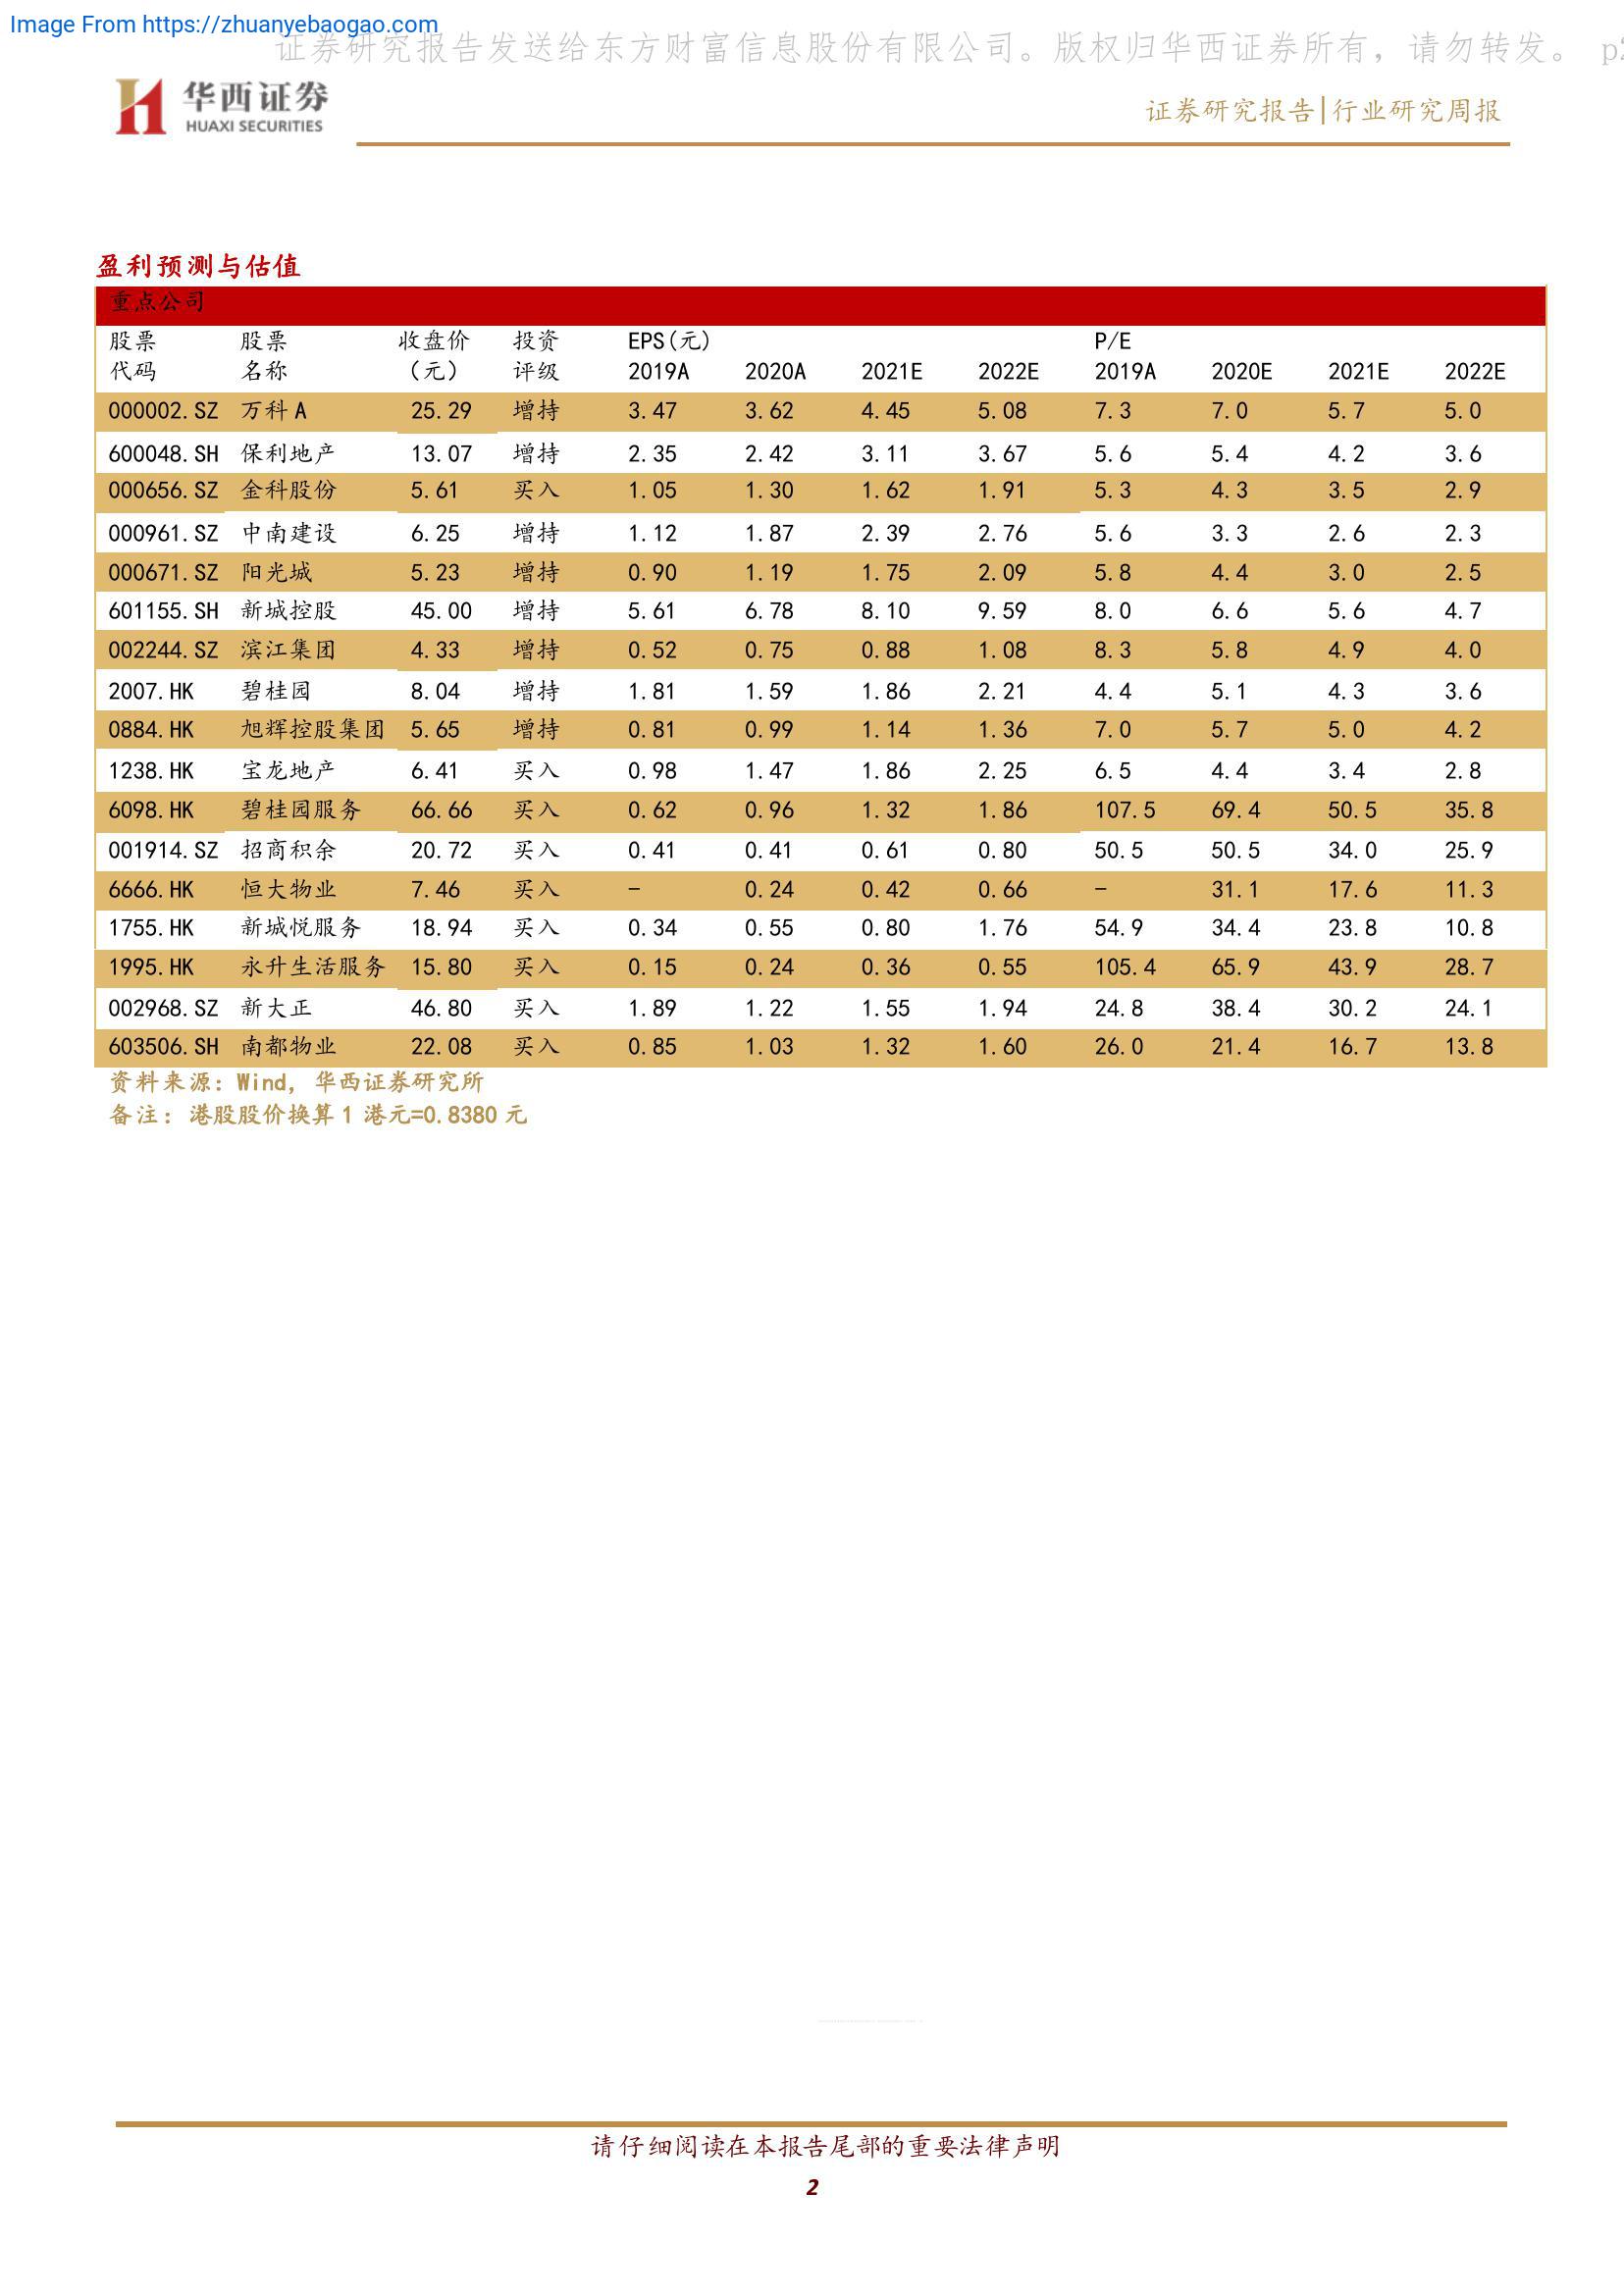 Image From https://zhuanyebaogao.com
证券研究报告发送给东方财富信息股份有限公司。版权归华西证券所有，请勿转发。 p2
华西证券
HUAXI SECURITIES
证券研究报告|行业研究周报
盈利预测与估值
重点公司
股票 股票 收盘价 投资 EPS(元) P/E
代码 名称 （元） 评级 2019A 2020A 2021E 2022E 2019A 2020E 2021E 2022E
000002.SZ 万科 A 25.29 增持 3.47 3.62 4.45 5.08 7.3 7.0 5.7 5.0
600048.SH 保利地产 13.07 增持 2.35 2.42 3.11 3.67 5.6 5.4 4.2 3.6
000656.SZ 金科股份 5.61 买入 1.05 1.30 1.62 1.91 5.3 4.3 3.5 2.9
000961.SZ 中南建设 6.25 增持 1.12 1.87 2.39 2.76 5.6 3.3 2.6 2.3
000671.SZ 阳光城 5.23 增持 0.90 1.19 1.75 2.09 5.8 4.4 3.0 2.5
601155.SH 新城控股 45.00 增持 5.61 6.78 8.10 9.59 8.0 6.6 5.6 4.7
002244.SZ 滨江集团 4.33 增持 0.52 0.75 0.88 1.08 8.3 5.8 4.9 4.0
2007.HK 碧桂园 8.04 增持 1.81 1.59 1.86 2.21 4.4 5.1 4.3 3.6
0884.HK 旭辉控股集团 5.65 增持 0.81 0.99 1.14 1.36 7.0 5.7 5.0 4.2
1238.HK 宝龙地产 6.41 买入 0.98 1.47 1.86 2.25 6.5 4.4 3.4 2.8
6098.HK 碧桂园服务 66.66 买入 0.62 0.96 1.32 1.86 107.5 69.4 50.5 35.8
001914.SZ 招商积余 20.72 买入 0.41 0.41 0.61 0.80 50.5 50.5 34.0 25.9
6666.HK 恒大物业 7.46 买入 - 0.24 0.42 0.66 - 31.1 17.6 11.3
1755.HK 新城悦服务 18.94 买入 0.34 0.55 0.80 1.76 54.9 34.4 23.8 10.8
1995.HK 永升生活服务 15.80 买入 0.15 0.24 0.36 0.55 105.4 65.9 43.9 28.7
002968.SZ 新大正 46.80 买入 1.89 1.22 1.55 1.94 24.8 38.4 30.2 24.1
603506.SH 南都物业 22.08 买入 0.85 1.03 1.32 1.60 26.0 21.4 16.7 13.8
资料来源：Wind，华西证券研究所
备注：港股股价换算 1 港元=0.8380 元
请仔细阅读在本报告尾部的重要法律声明
2